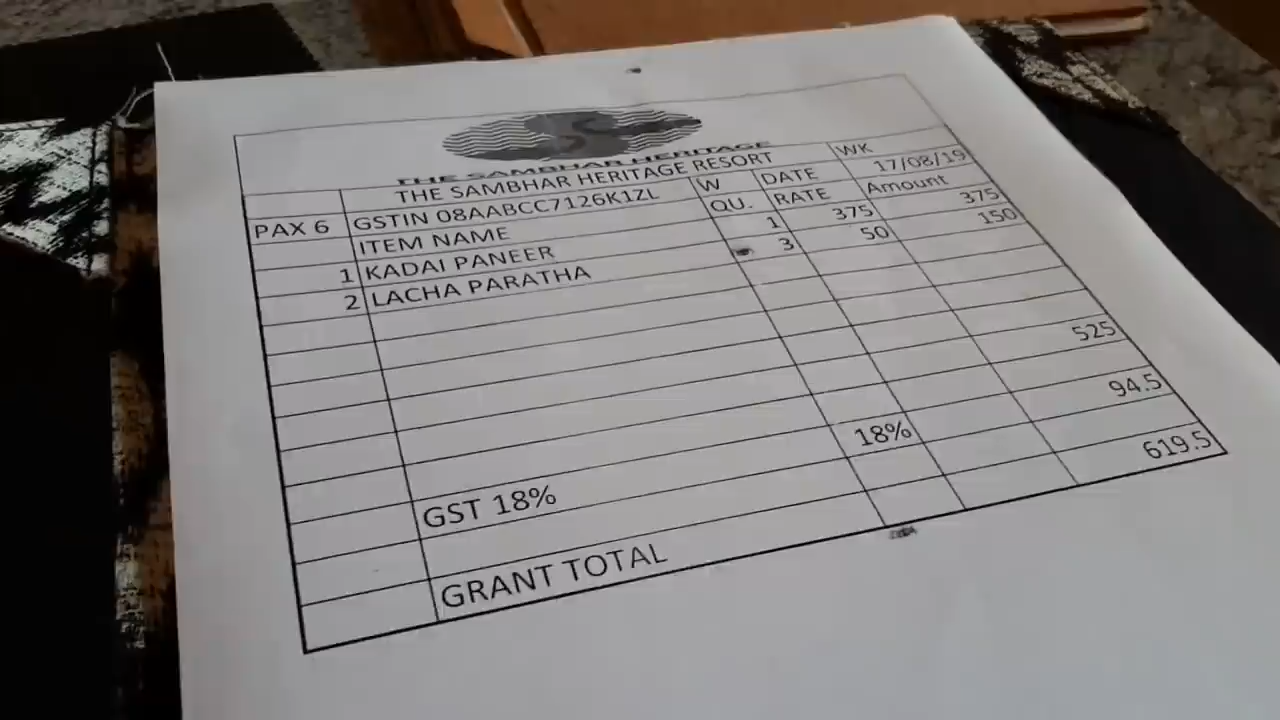 THE SAMBHAR HERITAGE
THE SAMBHAR HERITAGE RESORT WK
PAX 6 GSTIN 08AABCC7126K1ZL W DATE 17/08/19
ITEM NAME QU. RATE Amount
1 KADAI PANEER 1 375 375
2 LACHA PARATHA 3 50 150
525
GST 18% 18% 94.5
GRANT TOTAL 619.5